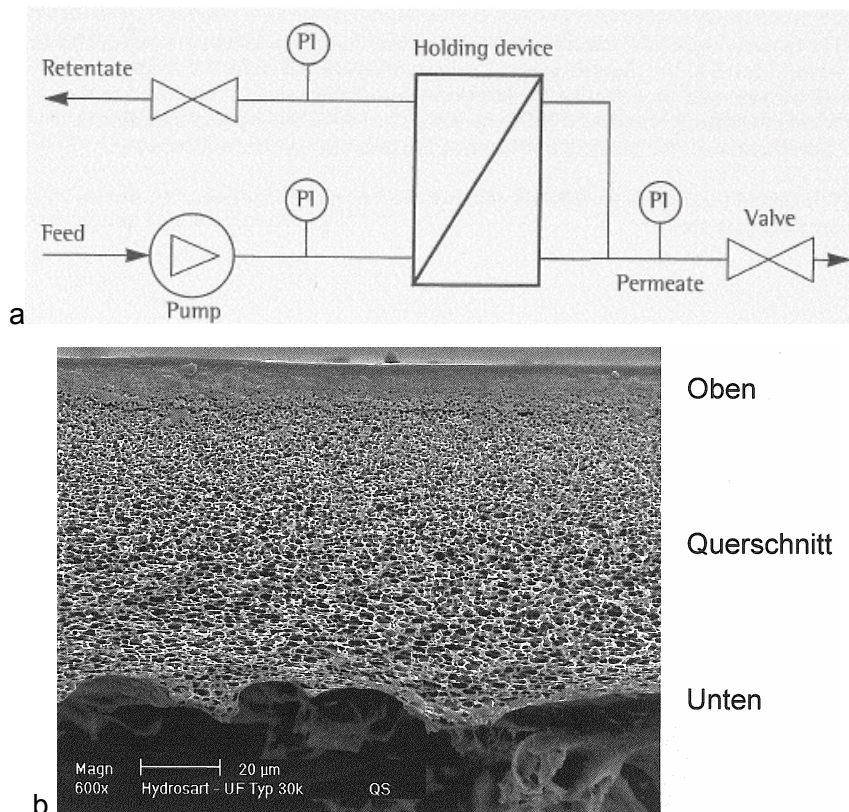 PI
Holding device
Retentate
PI
PI
Feed
Valve
Permeate
Pump
a
Oben
Querschnitt
Unten
Magn 20 µm
600x Hydrosart - UF Typ 30k QS
b